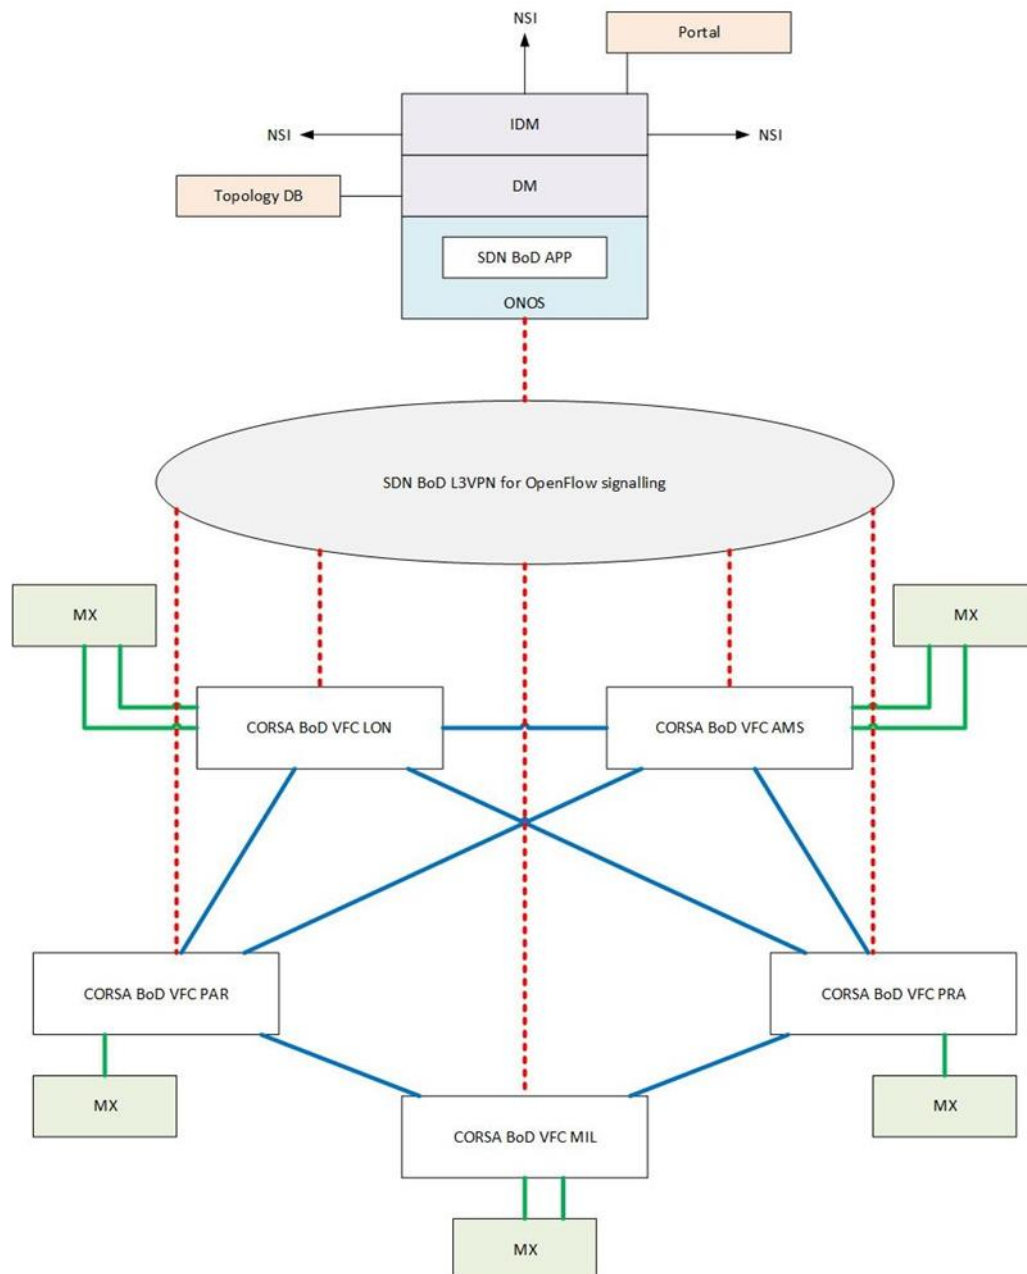 NSI
Portal
IDM
NSI
NSI
DM
Topology DB
SDN BoD APP
ONOS
SDN BoD L3VPN for OpenFlow signalling
MX
MX
CORSA BoD VFC LON
CORSA BoD VFC AMS
CORSA BoD VFC PAR
CORSA BoD VFC PRA
MX
MX
CORSA BoD VFC MIL
MX